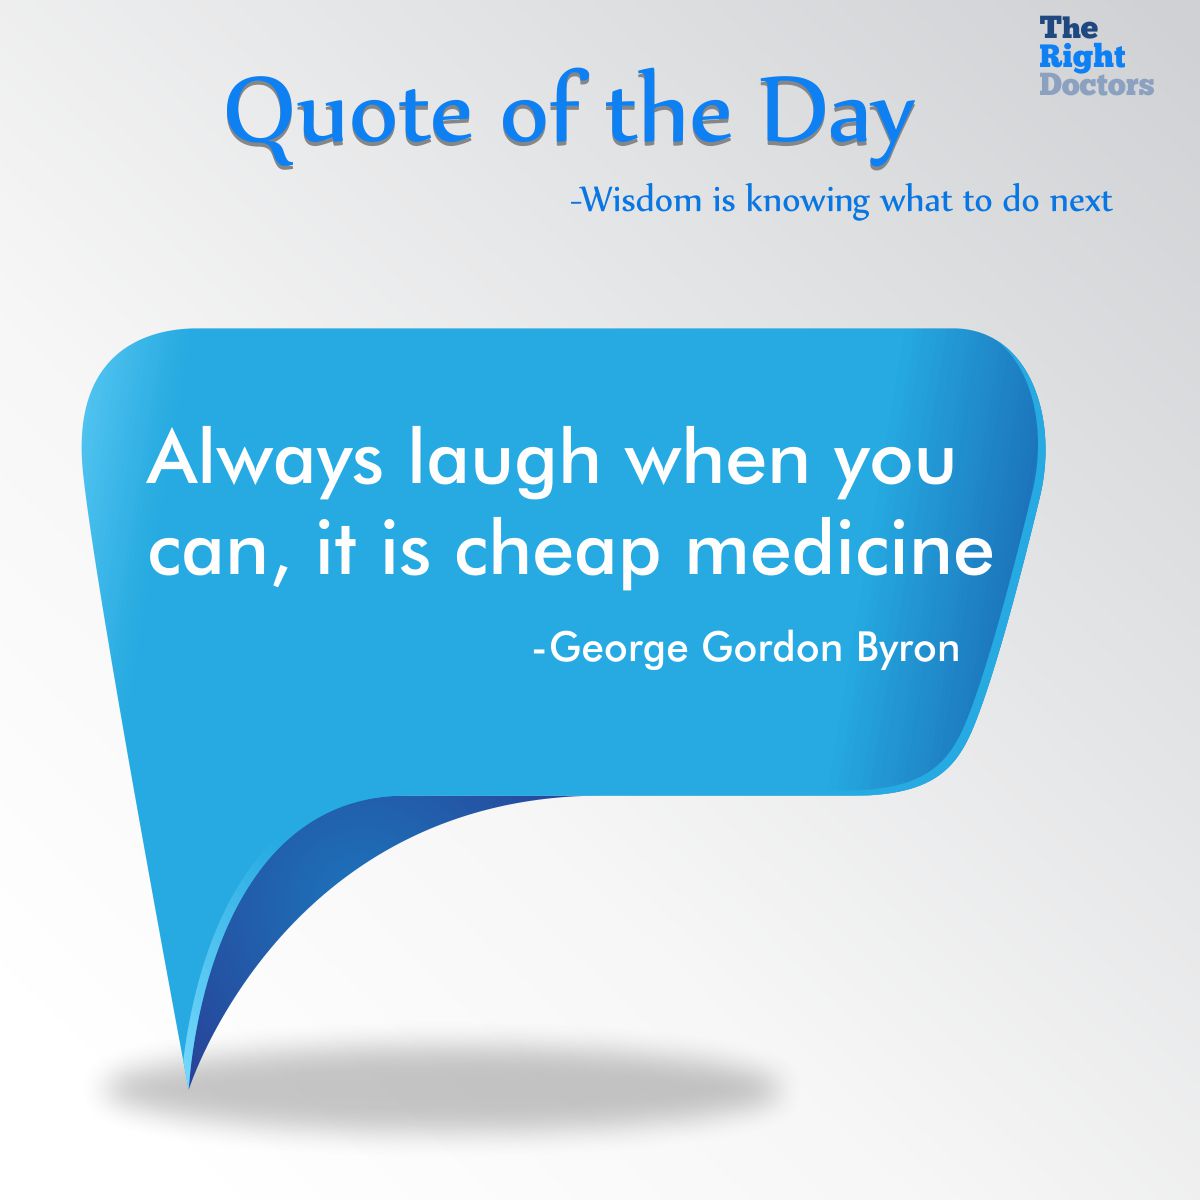 The
Right
Doctors
Quote of the Day
-Wisdom is knowing what to do next
Always laugh when you
can, it is cheap medicine
-George Gordon Byron